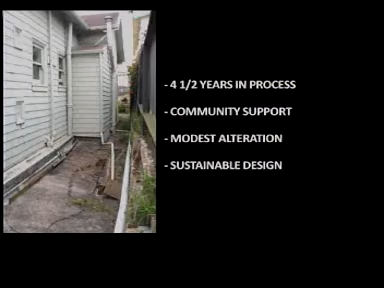 - 4 1/2 YEARS IN PROCESS
- COMMUNITY SUPPORT
- MODEST ALTERATION
- SUSTAINABLE DESIGN